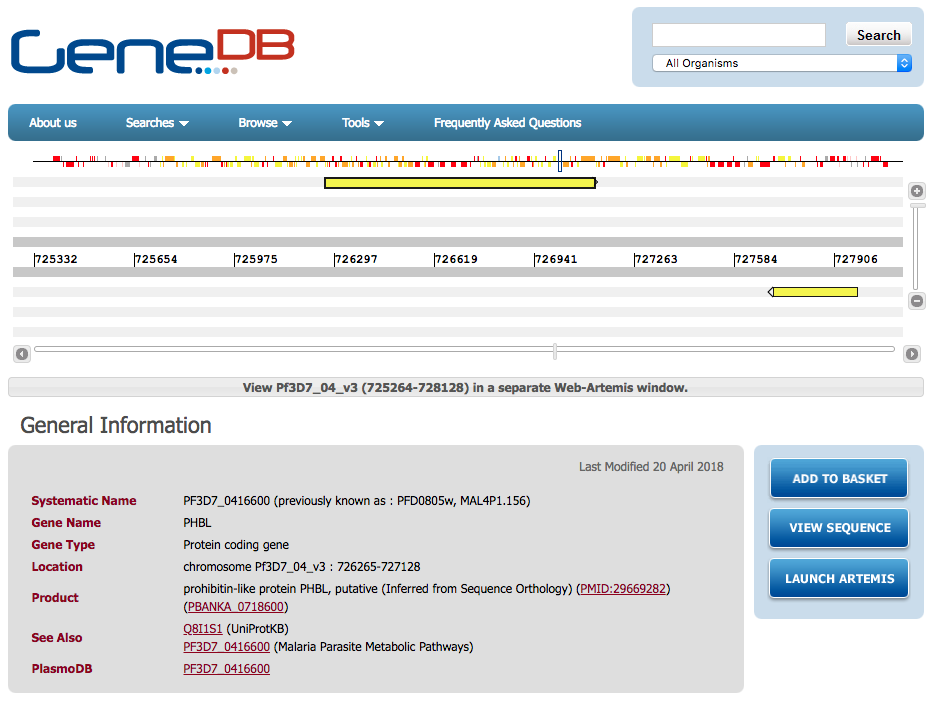 GeneDB
Search
All Organisms
About us Searches Browse Tools Frequently Asked Questions
725332 725654 725975 726297 726619 726941 727263 727584 727906
View Pf3D7_04_v3 (725264-728128) in a separate Web-Artemis window.
General Information
Last Modified 20 April 2018
Systematic Name PF3D7_0416600 (previously known as : PFD0805w, MAL4P1.156)
Gene Name PHBL
Gene Type Protein coding gene
Location chromosome Pf3D7_04_v3 : 726265-727128
Product prohibitin-like protein PHBL, putative (Inferred from Sequence Orthology) (PMID:29669282)
(PBANKA_0718600)
See Also Q8I1S1 (UniProtKB)
PF3D7_0416600 (Malaria Parasite Metabolic Pathways)
PlasmoDB PF3D7_0416600
ADD TO BASKET
VIEW SEQUENCE
LAUNCH ARTEMIS